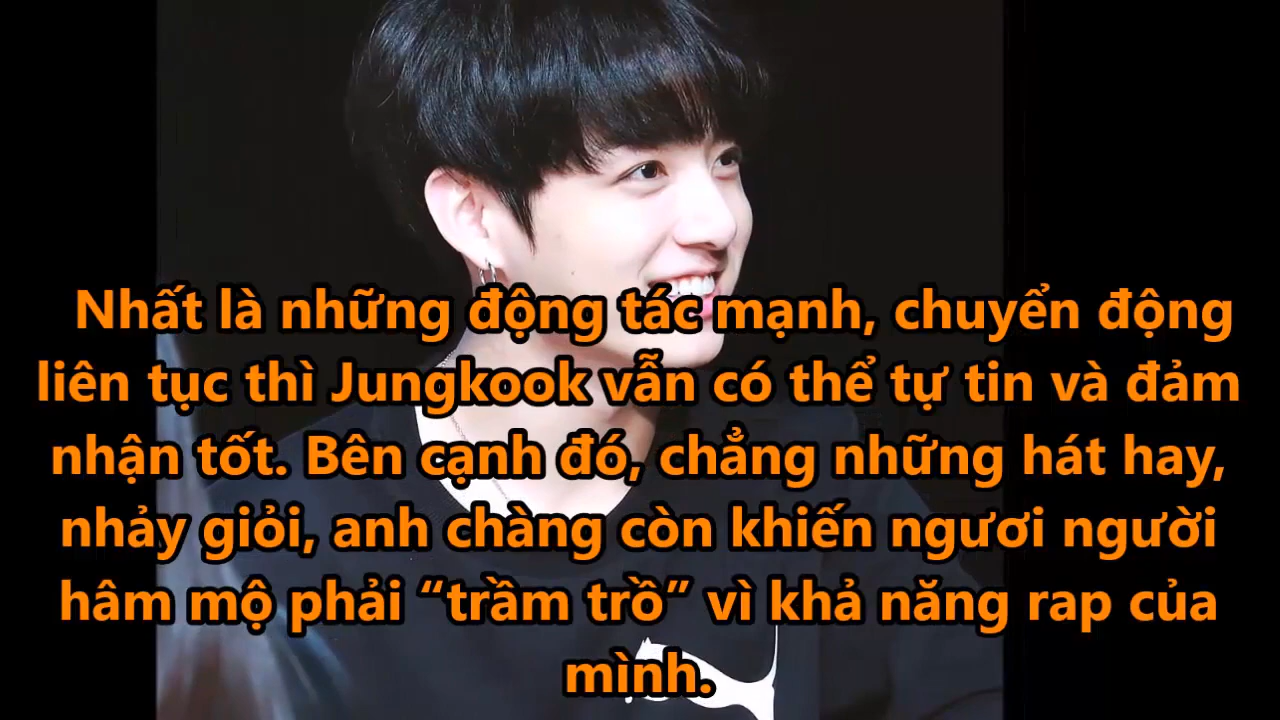 Nhất là những động tác mạnh, chuyển động
liên tục thì Jungkook vẫn có thể tự tin và đảm
nhận tốt. Bên cạnh đó, chẳng những hát hay,
nhảy giỏi, anh chàng còn khiến ngươi người
hâm mộ phải “trầm trồ” vì khả năng rap của
mình.